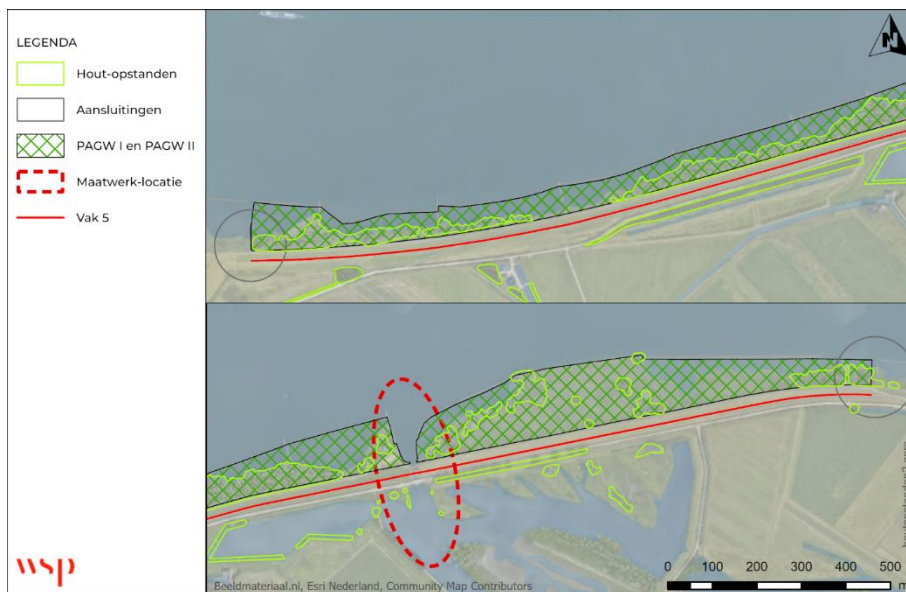 LEGENDA
Hout-opstanden
Aansluitingen
PAGW I en PAGW II
Maatwerk-locatie
Vak 5
wsp
N
Beeldmateriaal.nl, Esri Nederland, Community Map Contributors
0 100 200 300 400 500
m